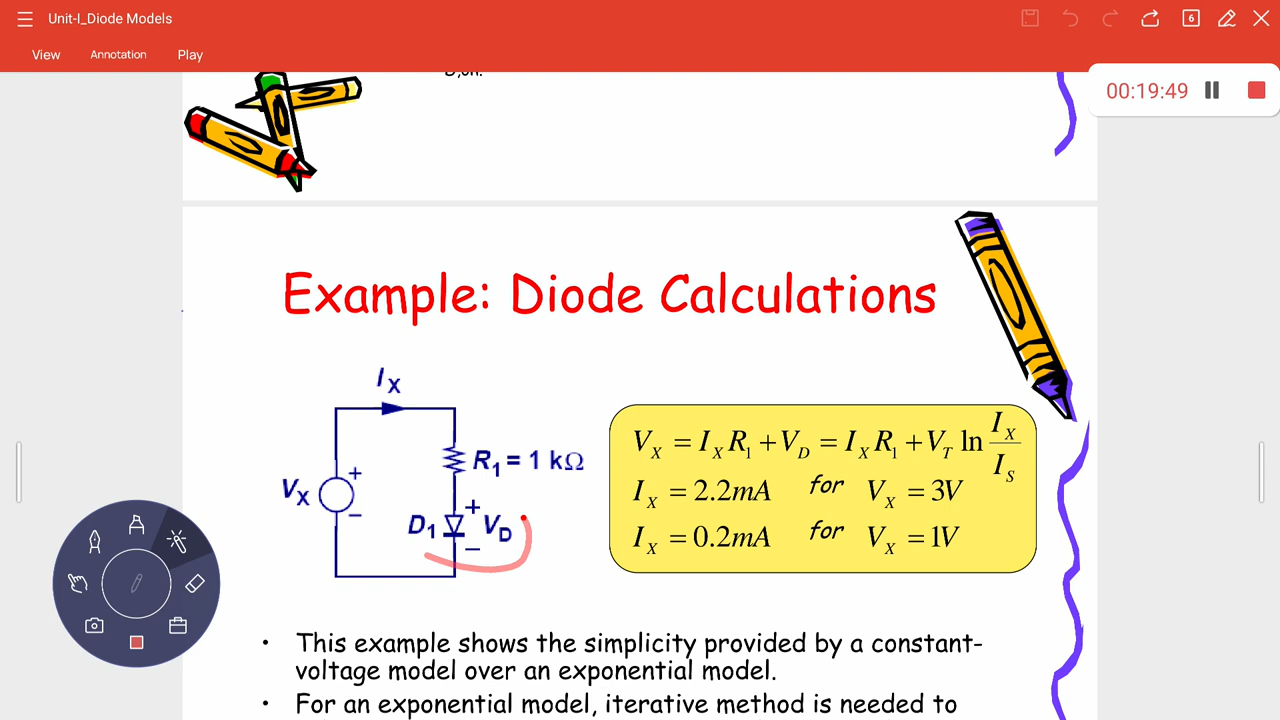 Unit-I_Diode Models
6
View Annotation Play
00:19:49
Example: Diode Calculations
I_X
V_X + −
R_1 = 1 kΩ
D_1 + V_D −
V_X = I_X R_1 + V_D = I_X R_1 + V_T ln I_X / I_S
I_X = 2.2mA for V_X = 3V
I_X = 0.2mA for V_X = 1V
• This example shows the simplicity provided by a constant-
voltage model over an exponential model.
• For an exponential model, iterative method is needed to